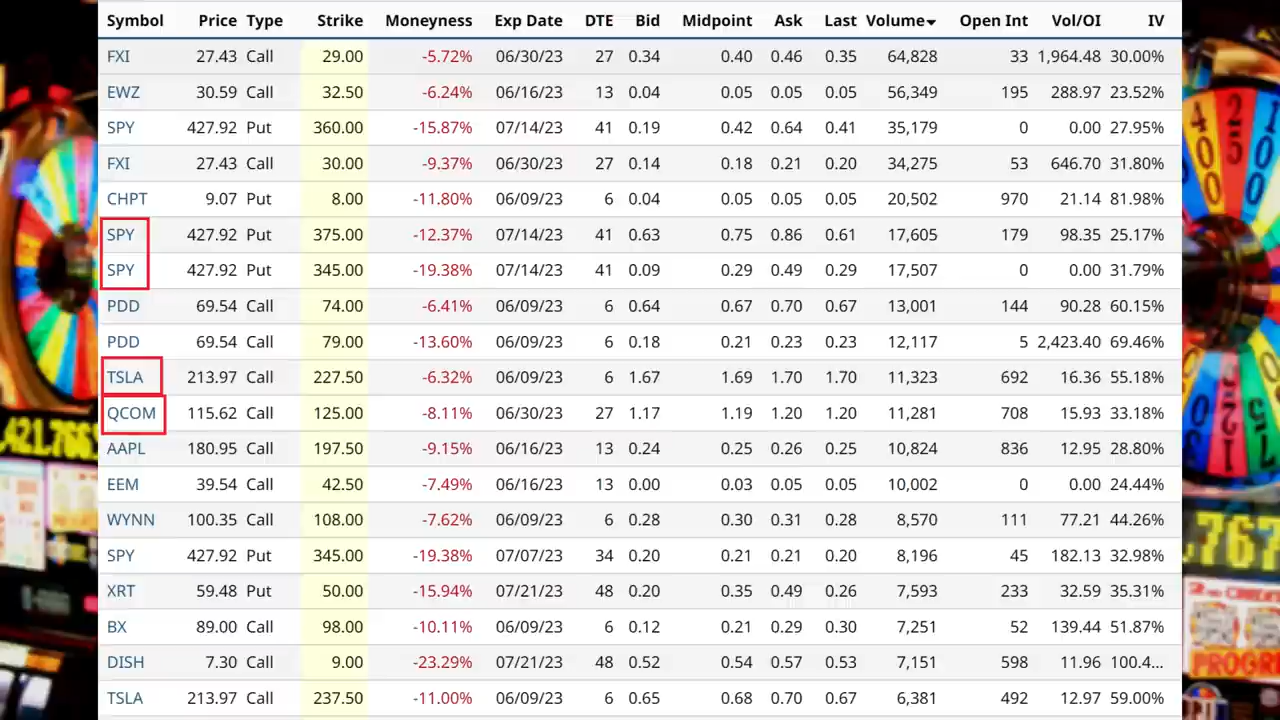 Symbol Price Type Strike Moneyness Exp Date DTE Bid Midpoint Ask Last Volume Open Int Vol/OI IV
FXI 27.43 Call 29.00 -5.72% 06/30/23 27 0.34 0.40 0.46 0.35 64,828 33 1,964.48 30.00%
EWZ 30.59 Call 32.50 -6.24% 06/16/23 13 0.04 0.05 0.05 0.05 56,349 195 288.97 23.52%
SPY 427.92 Put 360.00 -15.87% 07/14/23 41 0.19 0.42 0.64 0.41 35,179 0 0.00 27.95%
FXI 27.43 Call 30.00 -9.37% 06/30/23 27 0.14 0.18 0.21 0.20 34,275 53 646.70 31.80%
CHPT 9.07 Put 8.00 -11.80% 06/09/23 6 0.04 0.05 0.05 0.05 20,502 970 21.14 81.98%
SPY 427.92 Put 375.00 -12.37% 07/14/23 41 0.63 0.75 0.86 0.61 17,605 179 98.35 25.17%
SPY 427.92 Put 345.00 -19.38% 07/14/23 41 0.09 0.29 0.49 0.29 17,507 0 0.00 31.79%
PDD 69.54 Call 74.00 -6.41% 06/09/23 6 0.64 0.67 0.70 0.67 13,001 144 90.28 60.15%
PDD 69.54 Call 79.00 -13.60% 06/09/23 6 0.18 0.21 0.23 0.23 12,117 5 2,423.40 69.46%
TSLA 213.97 Call 227.50 -6.32% 06/09/23 6 1.67 1.69 1.70 1.70 11,323 692 16.36 55.18%
QCOM 115.62 Call 125.00 -8.11% 06/30/23 27 1.17 1.19 1.20 1.20 11,281 708 15.93 33.18%
AAPL 180.95 Call 197.50 -9.15% 06/16/23 13 0.24 0.25 0.26 0.25 10,824 836 12.95 28.80%
EEM 39.54 Call 42.50 -7.49% 06/16/23 13 0.00 0.03 0.05 0.05 10,002 0 0.00 24.44%
WYNN 100.35 Call 108.00 -7.62% 06/09/23 6 0.28 0.30 0.31 0.28 8,570 111 77.21 44.26%
SPY 427.92 Put 345.00 -19.38% 07/07/23 34 0.20 0.21 0.21 0.20 8,196 45 182.13 32.98%
XRT 59.48 Put 50.00 -15.94% 07/21/23 48 0.20 0.35 0.49 0.26 7,593 233 32.59 35.31%
BX 89.00 Call 98.00 -10.11% 06/09/23 6 0.12 0.21 0.29 0.30 7,251 52 139.44 51.87%
DISH 7.30 Call 9.00 -23.29% 07/21/23 48 0.52 0.54 0.57 0.53 7,151 598 11.96 100.4...
TSLA 213.97 Call 237.50 -11.00% 06/09/23 6 0.65 0.68 0.70 0.67 6,381 492 12.97 59.00%